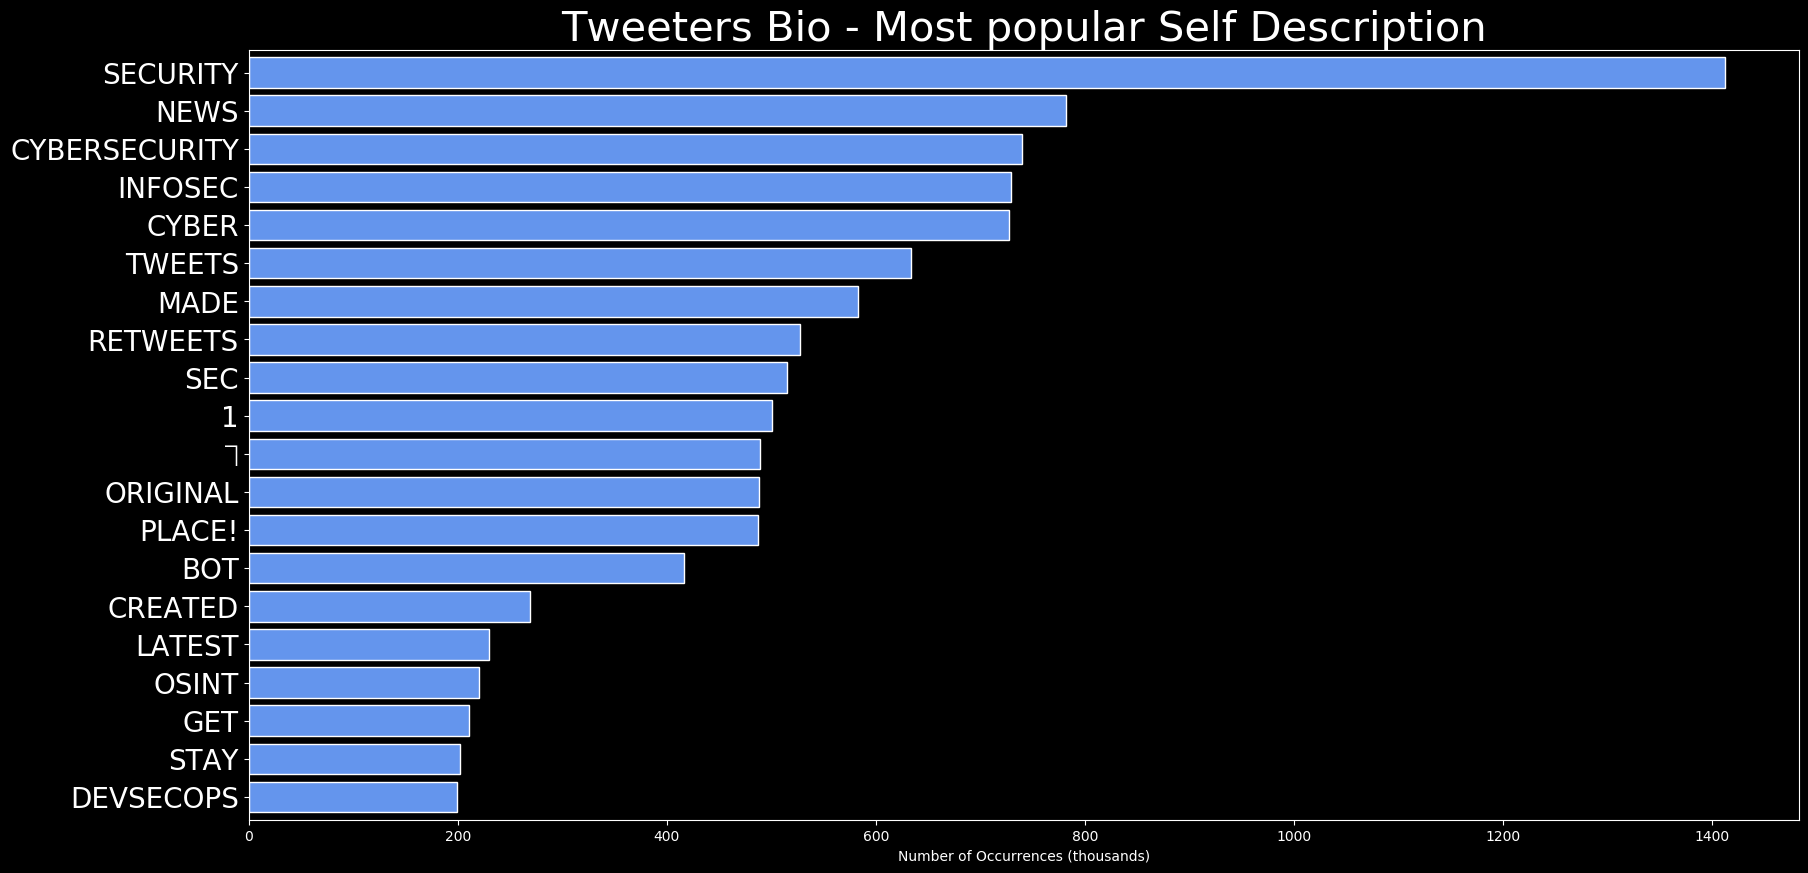 Tweeters Bio - Most popular Self Description
SECURITY
NEWS
CYBERSECURITY
INFOSEC
CYBER
TWEETS
MADE
RETWEETS
SEC
1
ORIGINAL
PLACE!
BOT
CREATED
LATEST
OSINT
GET
STAY
DEVSECOPS
0 200 400 600 800 1000 1200 1400
Number of Occurrences (thousands)